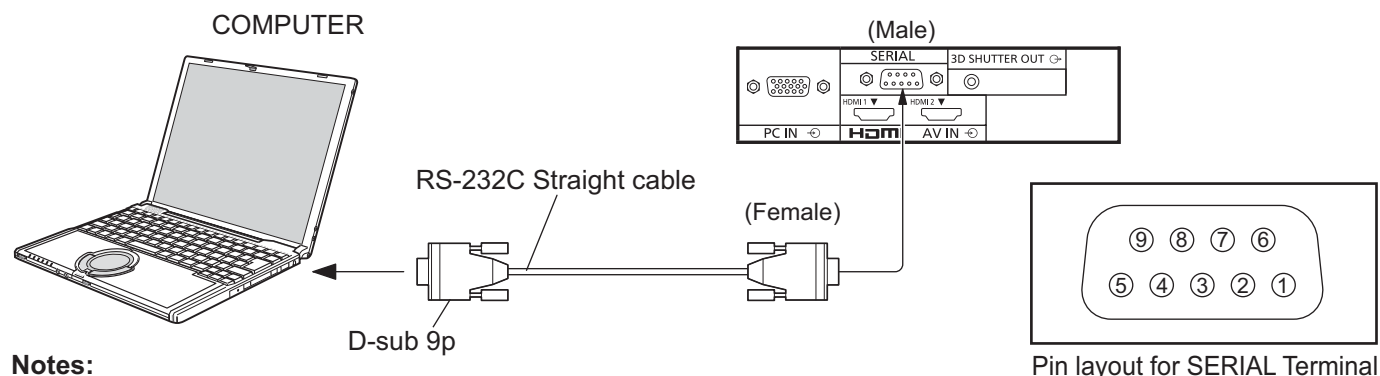 COMPUTER
(Male)
SERIAL
3D SHUTTER OUT
HDMI 1 ▼
HDMI 2 ▼
PC IN
HDMI
AV IN
RS-232C Straight cable
(Female)
D-sub 9p
⑨ ⑧ ⑦ ⑥
⑤ ④ ③ ② ①
Notes:
Pin layout for SERIAL Terminal